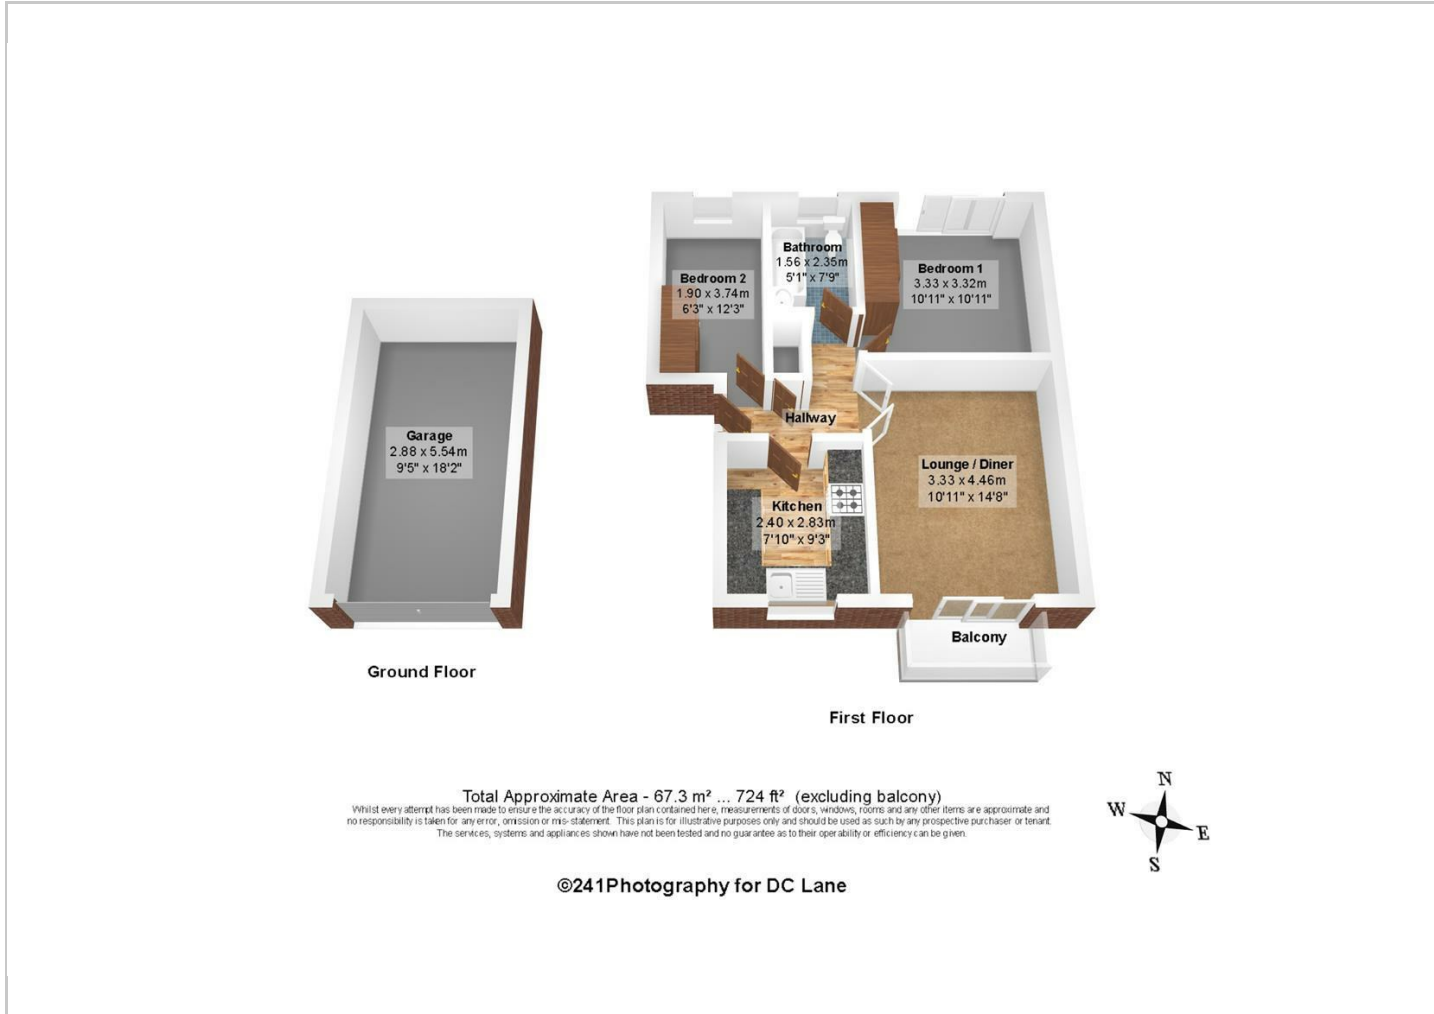 Bedroom 2
1.90 x 3.74m
6'3" x 12'3"
Bathroom
1.56 x 2.35m
5'1" x 7'9"
Bedroom 1
3.33 x 3.32m
10'11" x 10'11"
Garage
2.88 x 5.54m
9'5" x 18'2"
Hallway
Lounge / Diner
3.33 x 4.46m
10'11" x 14'8"
Kitchen
2.40 x 2.83m
7'10" x 9'3"
Balcony
Ground Floor
First Floor
Total Approximate Area - 67.3 m² ... 724 ft² (excluding balcony)
Whilst every attempt has been made to ensure the accuracy of the floor plan contained here, measurements of doors, windows, rooms and any other items are approximate and
no responsibility is taken for any error, omission or mis-statement. This plan is for illustrative purposes only and should be used as such by any prospective purchaser or tenant.
The services, systems and appliances shown have not been tested and no guarantee as to their operability or efficiency can be given.
N
W
E
S
©241Photography for DC Lane